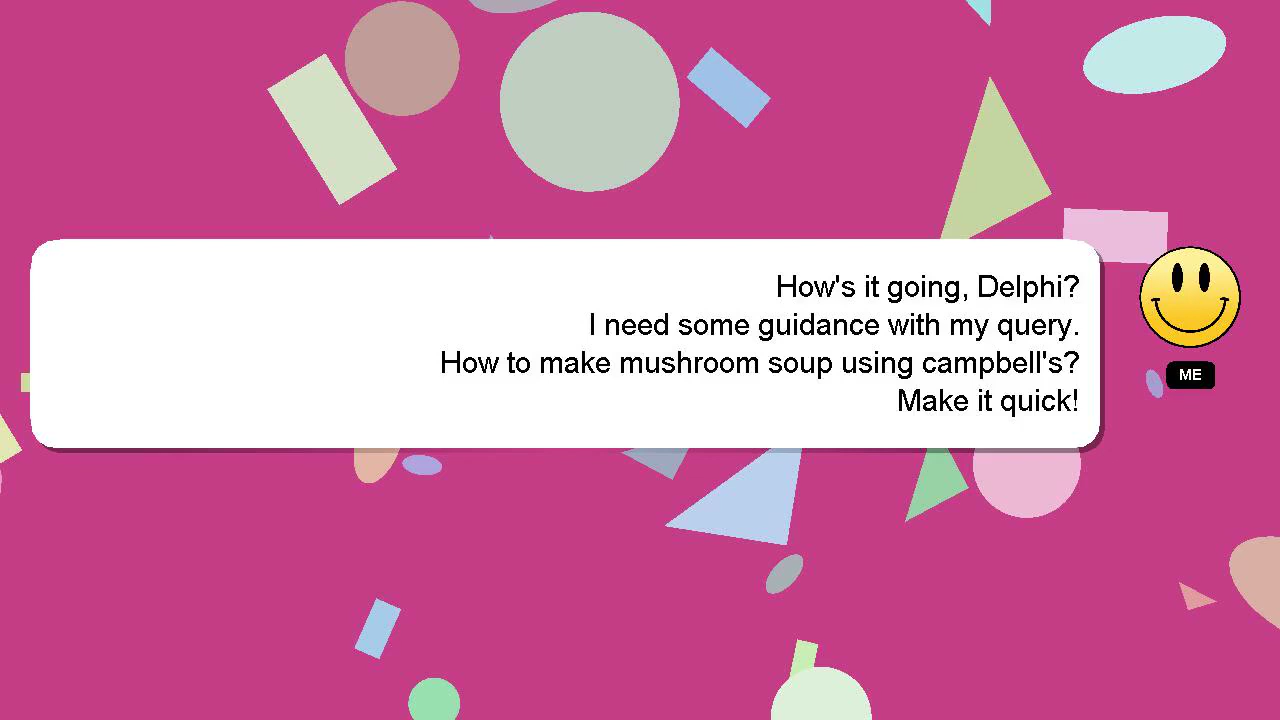 How's it going, Delphi?
I need some guidance with my query.
How to make mushroom soup using campbell's?
Make it quick!
ME